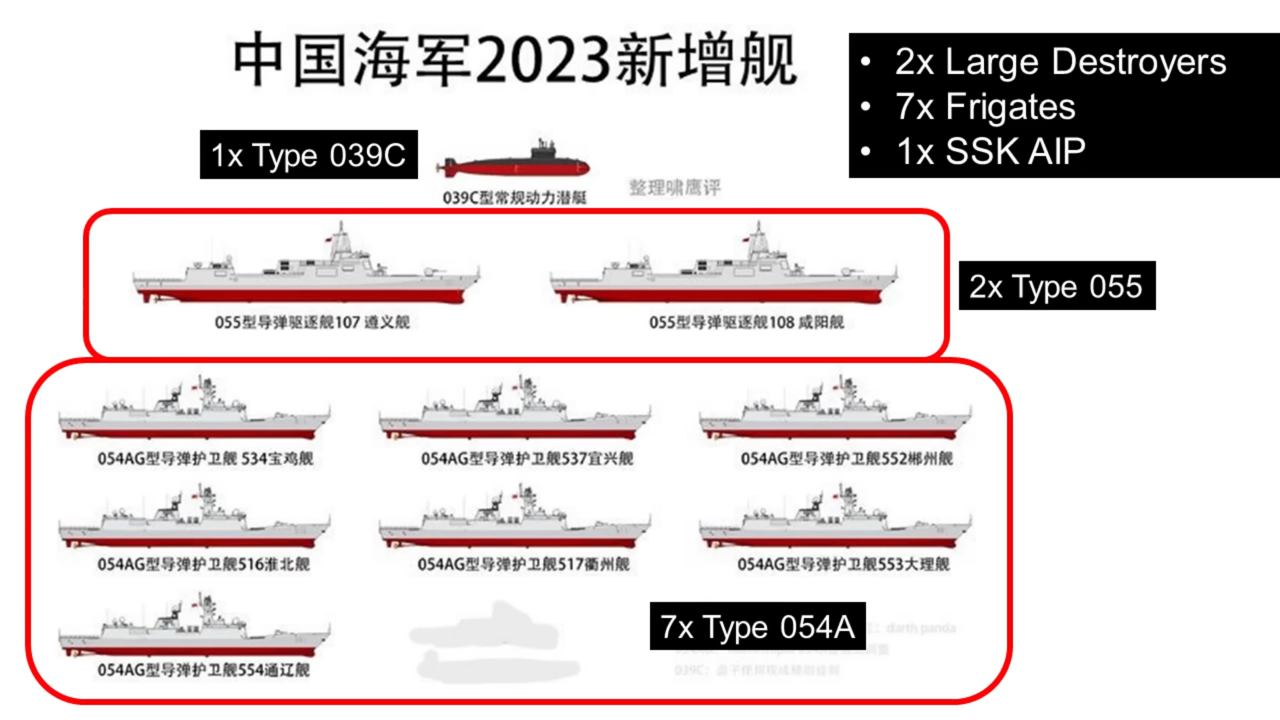 中国海军2023新增舰
• 2x Large Destroyers
• 7x Frigates
• 1x SSK AIP
1x Type 039C
039C型常规动力潜艇
整理啸鹰评
2x Type 055
055型导弹驱逐舰107 遵义舰
055型导弹驱逐舰108 咸阳舰
054AG型导弹护卫舰 534宝鸡舰
054AG型导弹护卫舰537宜兴舰
054AG型导弹护卫舰552郴州舰
054AG型导弹护卫舰516淮北舰
054AG型导弹护卫舰517衢州舰
054AG型导弹护卫舰553大理舰
054AG型导弹护卫舰554通辽舰
7x Type 054A
darth panda
调整
039C：